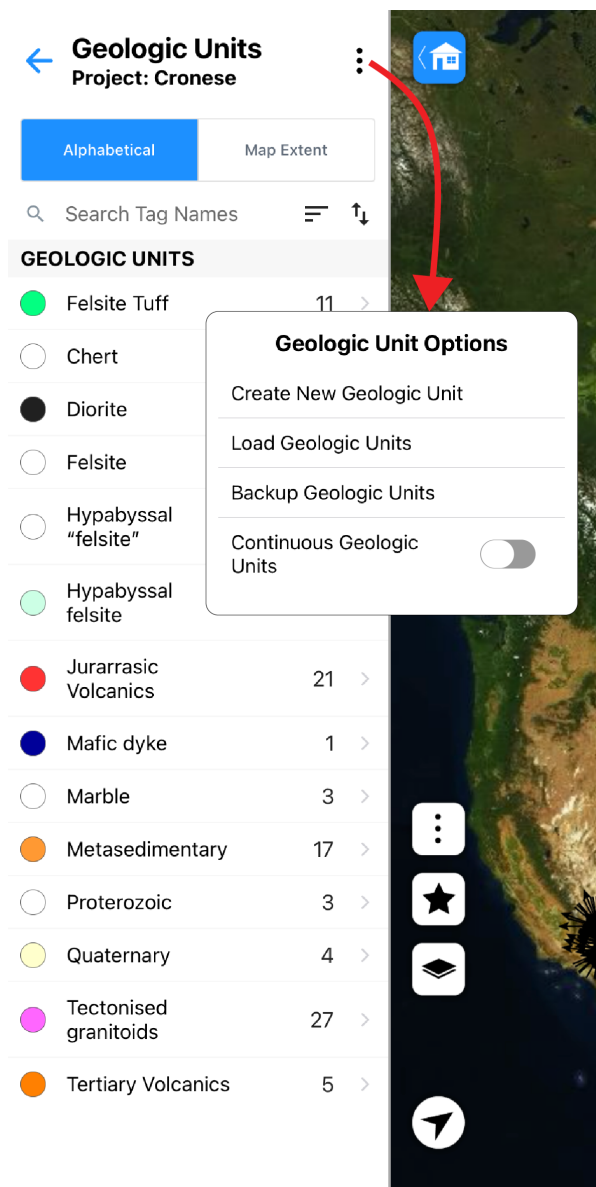 Geologic Units
Project: Cronese
Alphabetical
Map Extent
Search Tag Names
GEOLOGIC UNITS
Felsite Tuff 11
Chert
Diorite
Felsite
Hypabyssal
“felsite”
Hypabyssal
felsite
Jurarrasic
Volcanics
21
Mafic dyke 1
Marble 3
Metasedimentary 17
Proterozoic 3
Quaternary 4
Tectonised
granitoids
27
Tertiary Volcanics 5
Geologic Unit Options
Create New Geologic Unit
Load Geologic Units
Backup Geologic Units
Continuous Geologic
Units